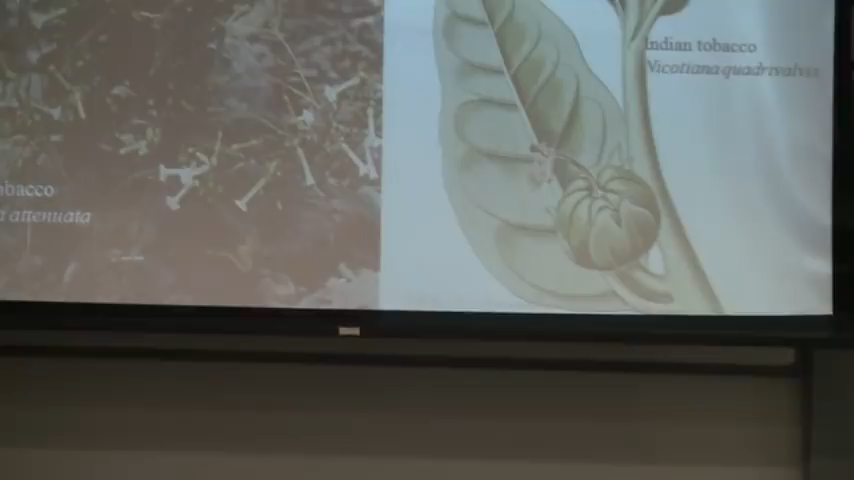 Indian tobacco
Nicotiana quadrivalvis
obacco
a attenuata